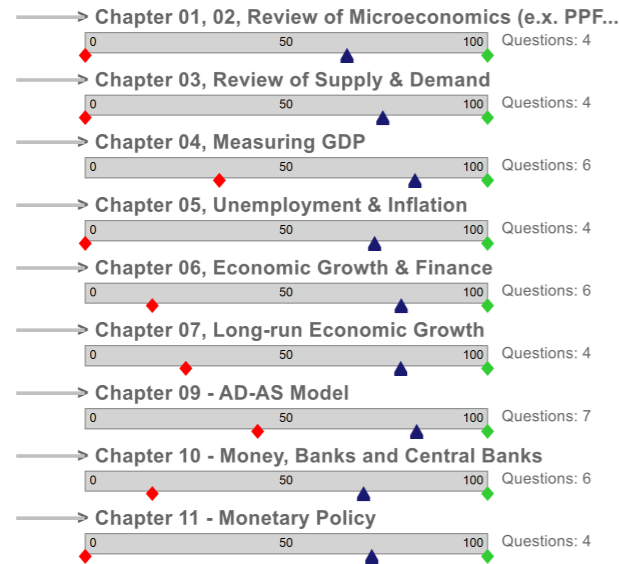 > Chapter 01, 02, Review of Microeconomics (e.x. PPF...
0 50 100 Questions: 4
> Chapter 03, Review of Supply & Demand
0 50 100 Questions: 4
> Chapter 04, Measuring GDP
0 50 100 Questions: 6
> Chapter 05, Unemployment & Inflation
0 50 100 Questions: 4
> Chapter 06, Economic Growth & Finance
0 50 100 Questions: 6
> Chapter 07, Long-run Economic Growth
0 50 100 Questions: 4
> Chapter 09 - AD-AS Model
0 50 100 Questions: 7
> Chapter 10 - Money, Banks and Central Banks
0 50 100 Questions: 6
> Chapter 11 - Monetary Policy
0 50 100 Questions: 4